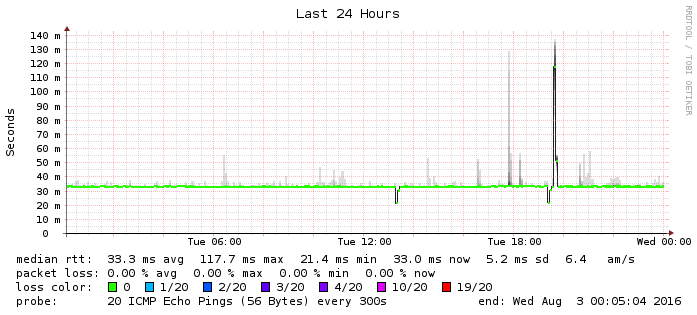 Last 24 Hours
RRDTOOL / TOBI OETIKER
Seconds
140 m
130 m
120 m
110 m
100 m
90 m
80 m
70 m
60 m
50 m
40 m
30 m
20 m
10 m
0
Tue 06:00 Tue 12:00 Tue 18:00 Wed 00:00
median rtt: 33.3 ms avg 117.7 ms max 21.4 ms min 33.0 ms now 5.2 ms sd 6.4 am/s
packet loss: 0.00 % avg 0.00 % max 0.00 % min 0.00 % now
loss color: 0 1/20 2/20 3/20 4/20 10/20 19/20
probe: 20 ICMP Echo Pings (56 Bytes) every 300s end: Wed Aug 3 00:05:04 2016